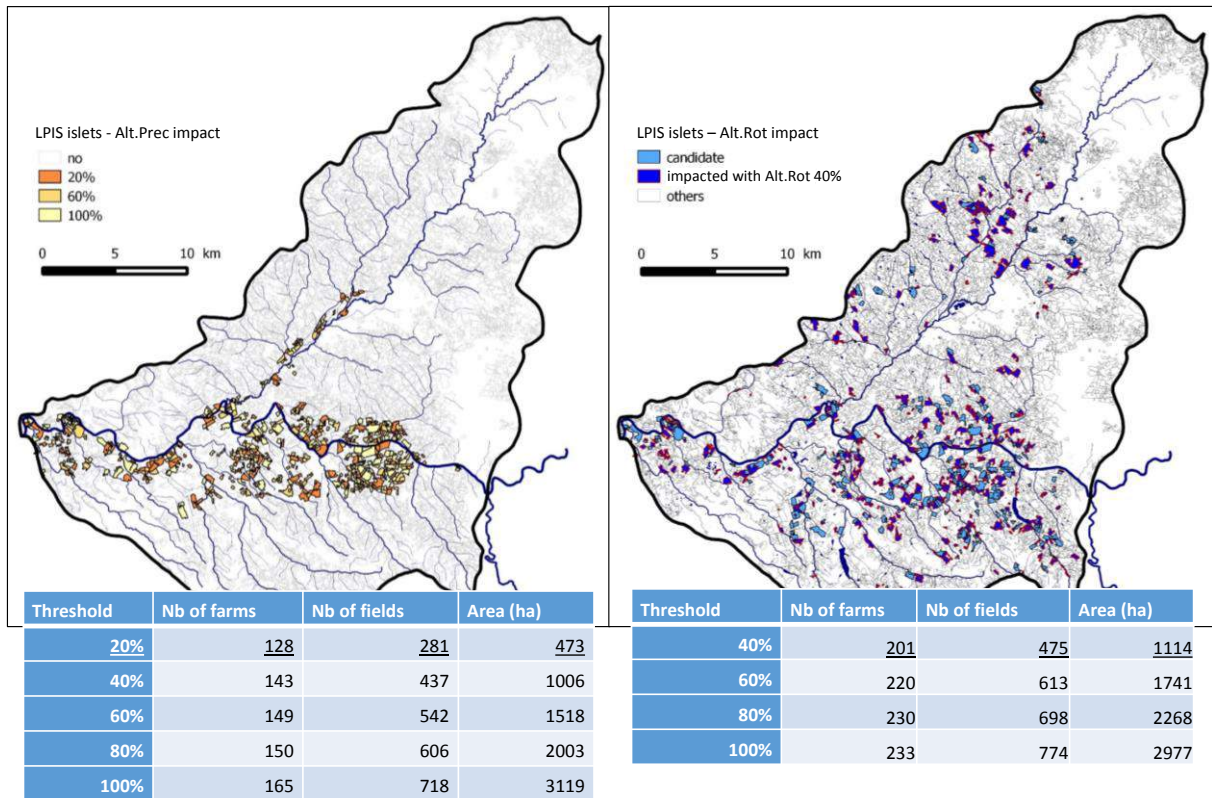 LPIS islets - Alt.Prec impact
no
20%
60%
100%
0 5 10 km
Threshold Nb of farms Nb of fields Area (ha)
20% 128 281 473
40% 143 437 1006
60% 149 542 1518
80% 150 606 2003
100% 165 718 3119
LPIS islets – Alt.Rot impact
candidate
impacted with Alt.Rot 40%
others
0 5 10 km
Threshold Nb of farms Nb of fields Area (ha)
40% 201 475 1114
60% 220 613 1741
80% 230 698 2268
100% 233 774 2977